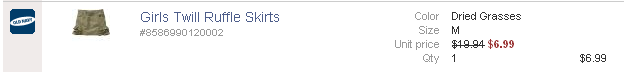 OLD NAVY
Girls Twill Ruffle Skirts
#8586990120002
Color Dried Grasses
Size M
Unit price $19.94 $6.99
Qty 1 $6.99